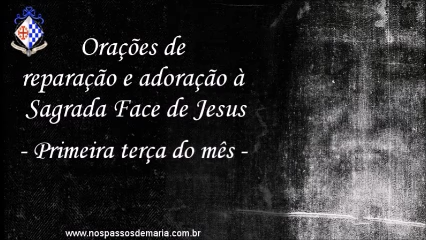 Orações de
reparação e adoração à
Sagrada Face de Jesus
- Primeira terça do mês -
www.nospassosdemaria.com.br